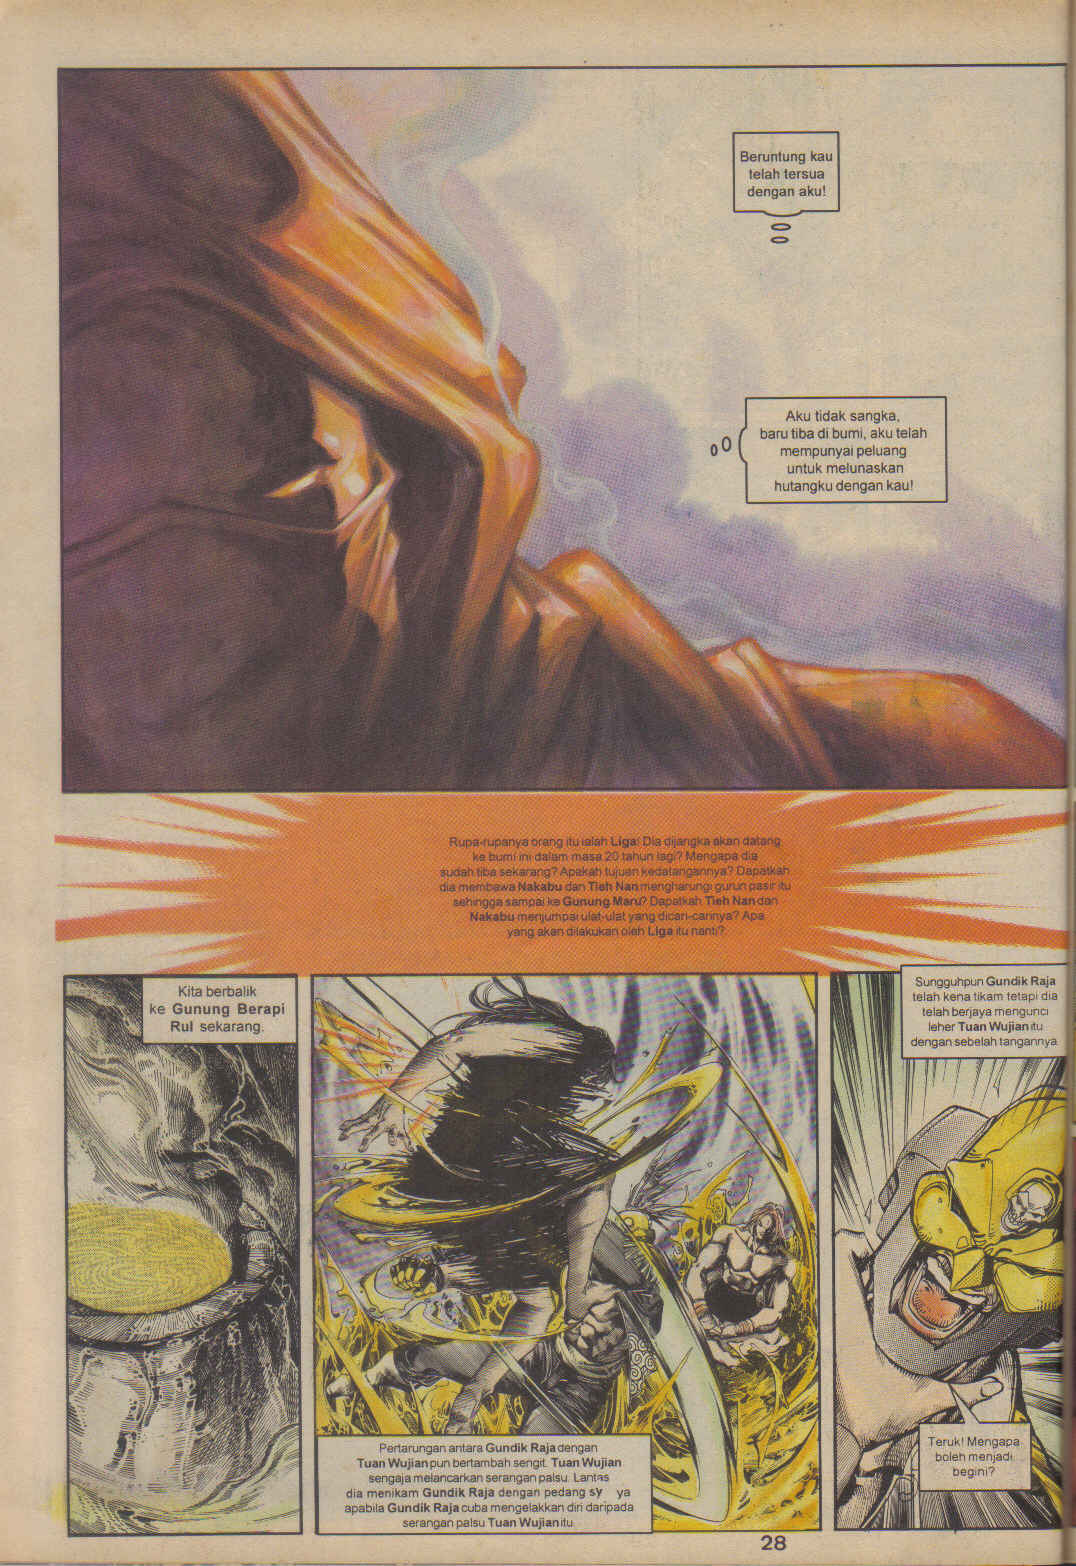 Beruntung kau
telah tersua
dengan aku!
Aku tidak sangka,
baru tiba di bumi, aku telah
mempunyai peluang
untuk melunaskan
hutangku dengan kau!
Rupa-rupanya orang itu ialah Liga! Dia dijangka akan datang
ke bumi ini dalam masa 20 tahun lagi? Mengapa dia
sudah tiba sekarang? Apakah tujuan kedatangannya? Dapatkah
dia membawa Nakabu dan Tieh Nan mengharungi gurun pasir itu
sehingga sampai ke Gunung Maru? Dapatkah Tieh Nan dan
Nakabu menjumpai ulat-ulat yang dicari-carinya? Apa
yang akan dilakukan oleh Liga itu nanti?
Kita berbalik
ke Gunung Berapi
Rul sekarang.
Pertarungan antara Gundik Raja dengan
Tuan Wujian pun bertambah sengit. Tuan Wujian
sengaja melancarkan serangan palsu. Lantas
dia menikam Gundik Raja dengan pedang sy ya
apabila Gundik Raja cuba mengelakkan diri daripada
serangan palsu Tuan Wujian itu.
Sungguhpun Gundik Raja
telah kena tikam tetapi dia
telah berjaya mengunci
leher Tuan Wujian itu
dengan sebelah tangannya.
Teruk! Mengapa
boleh menjadi
begini?
28